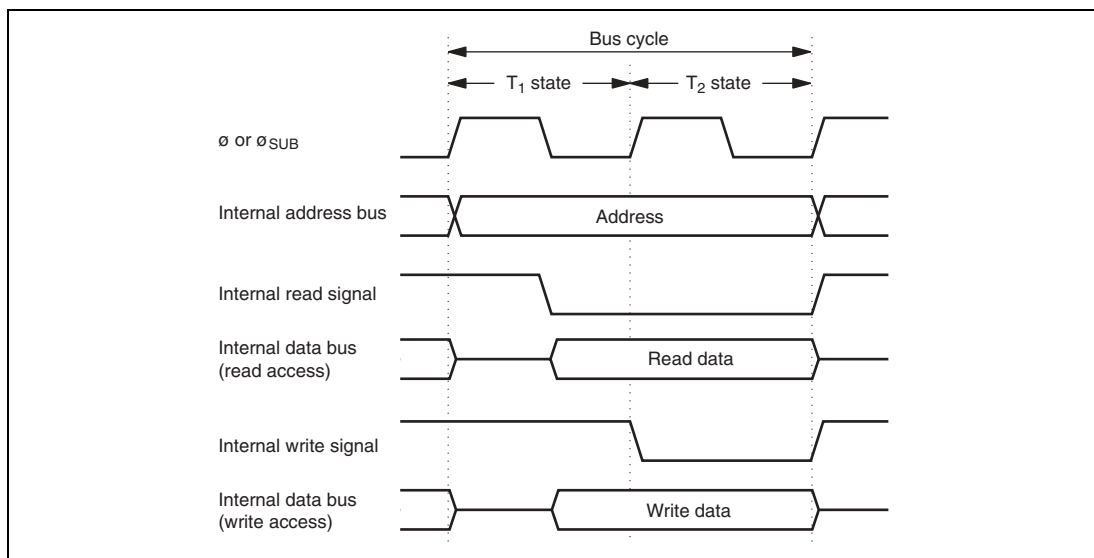 Bus cycle
T₁ state
T₂ state
ø or ø SUB
Internal address bus
Address
Internal read signal
Internal data bus
(read access)
Read data
Internal write signal
Internal data bus
(write access)
Write data